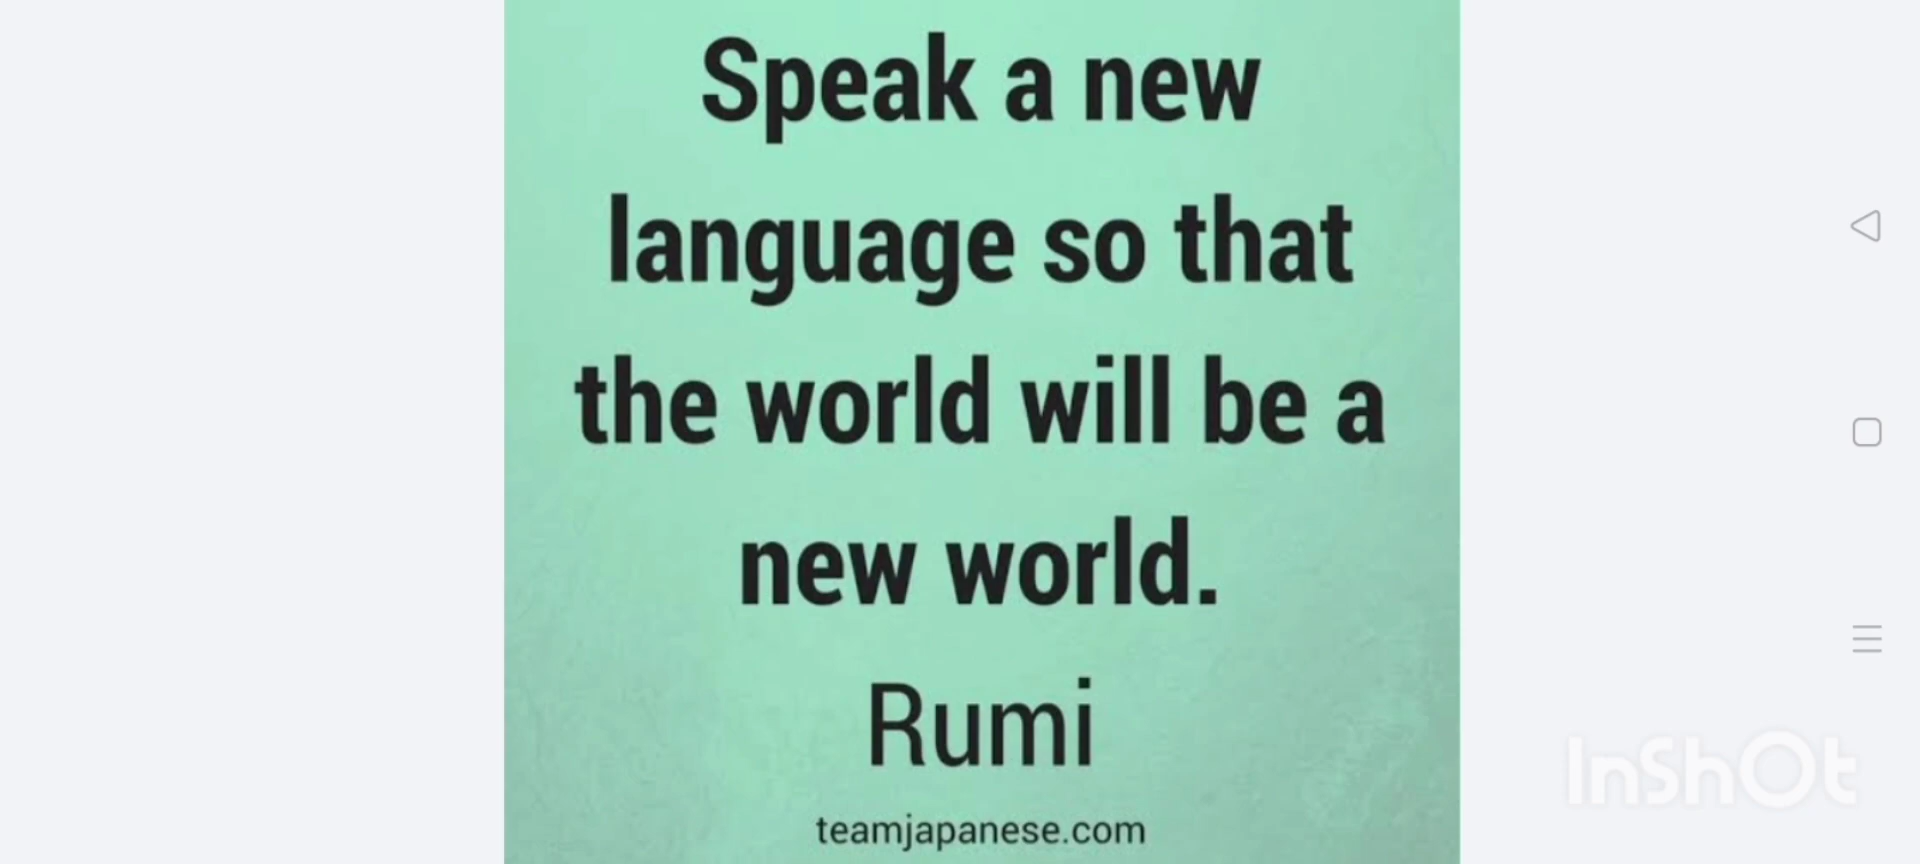 Speak a new
language so that
the world will be a
new world.
Rumi
teamjapanese.com
InShOt